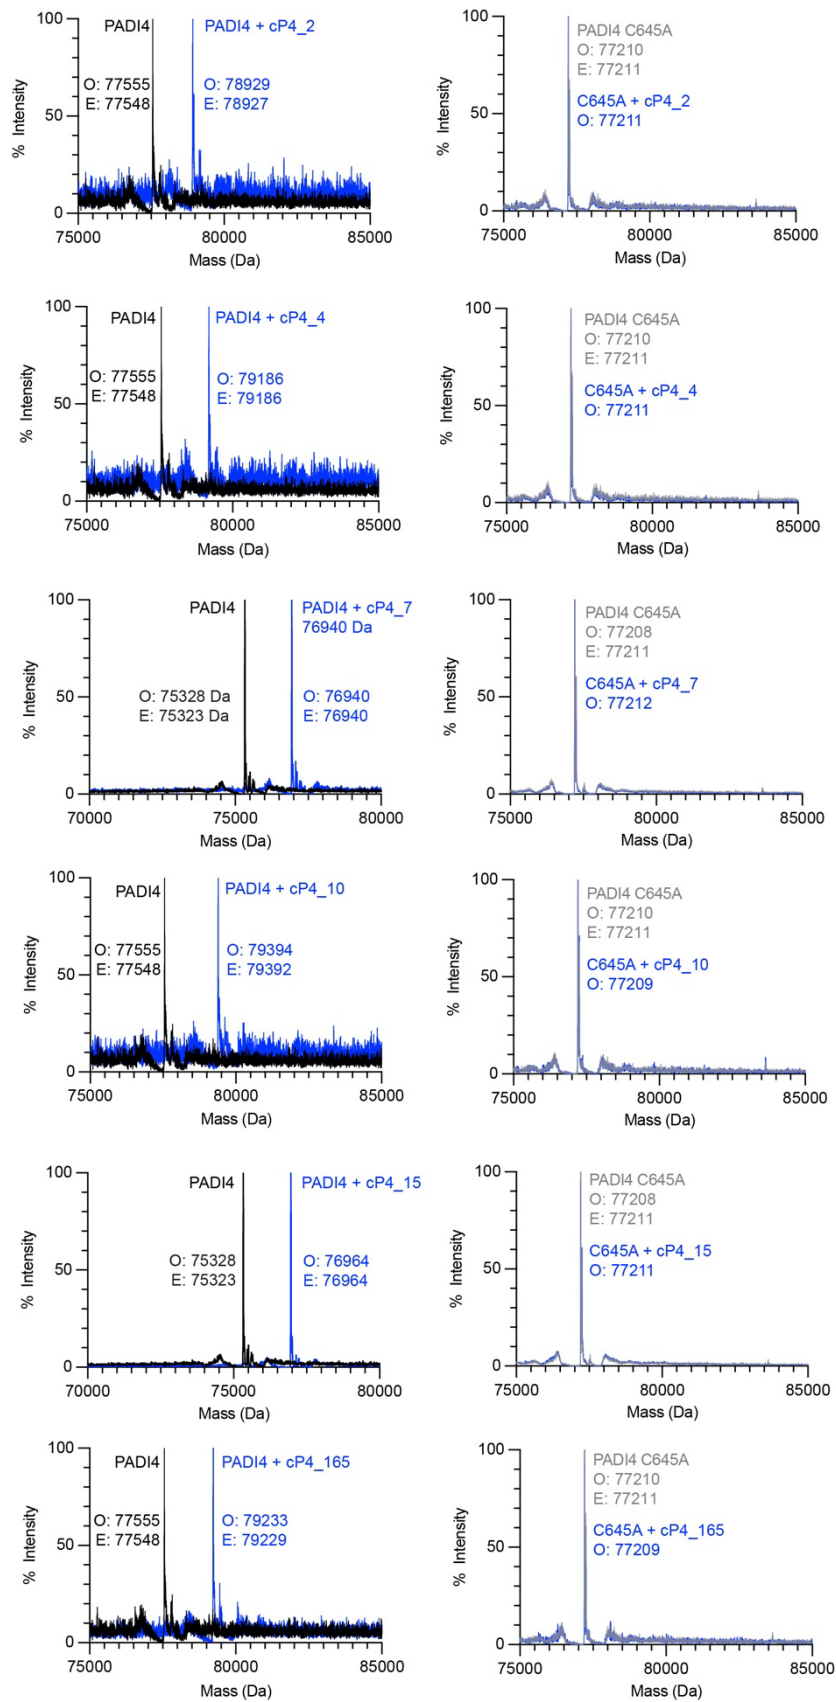 PADI4
PADI4 + cP4_2
O: 77555
E: 77548
O: 78929
E: 78927
% Intensity
100
50
0
75000
80000
85000
Mass (Da)
PADI4 C645A
O: 77210
E: 77211
C645A + cP4_2
O: 77211
% Intensity
100
50
0
75000
80000
85000
Mass (Da)
PADI4
PADI4 + cP4_4
O: 77555
E: 77548
O: 79186
E: 79186
% Intensity
100
50
0
75000
80000
85000
Mass (Da)
PADI4 C645A
O: 77210
E: 77211
C645A + cP4_4
O: 77211
% Intensity
100
50
0
75000
80000
85000
Mass (Da)
PADI4
PADI4 + cP4_7
76940 Da
O: 75328 Da
E: 75323 Da
O: 76940
E: 76940
% Intensity
100
50
0
70000
75000
80000
Mass (Da)
PADI4 C645A
O: 77208
E: 77211
C645A + cP4_7
O: 77212
% Intensity
100
50
0
75000
80000
85000
Mass (Da)
PADI4
PADI4 + cP4_10
O: 77555
E: 77548
O: 79394
E: 79392
% Intensity
100
50
0
75000
80000
85000
Mass (Da)
PADI4 C645A
O: 77210
E: 77211
C645A + cP4_10
O: 77209
% Intensity
100
50
0
75000
80000
85000
Mass (Da)
PADI4
PADI4 + cP4_15
O: 75328
E: 75323
O: 76964
E: 76964
% Intensity
100
50
0
70000
75000
80000
Mass (Da)
PADI4 C645A
O: 77208
E: 77211
C645A + cP4_15
O: 77211
% Intensity
100
50
0
75000
80000
85000
Mass (Da)
PADI4
PADI4 + cP4_165
O: 77555
E: 77548
O: 79233
E: 79229
% Intensity
100
50
0
75000
80000
85000
Mass (Da)
PADI4 C645A
O: 77210
E: 77211
C645A + cP4_165
O: 77209
% Intensity
100
50
0
75000
80000
85000
Mass (Da)